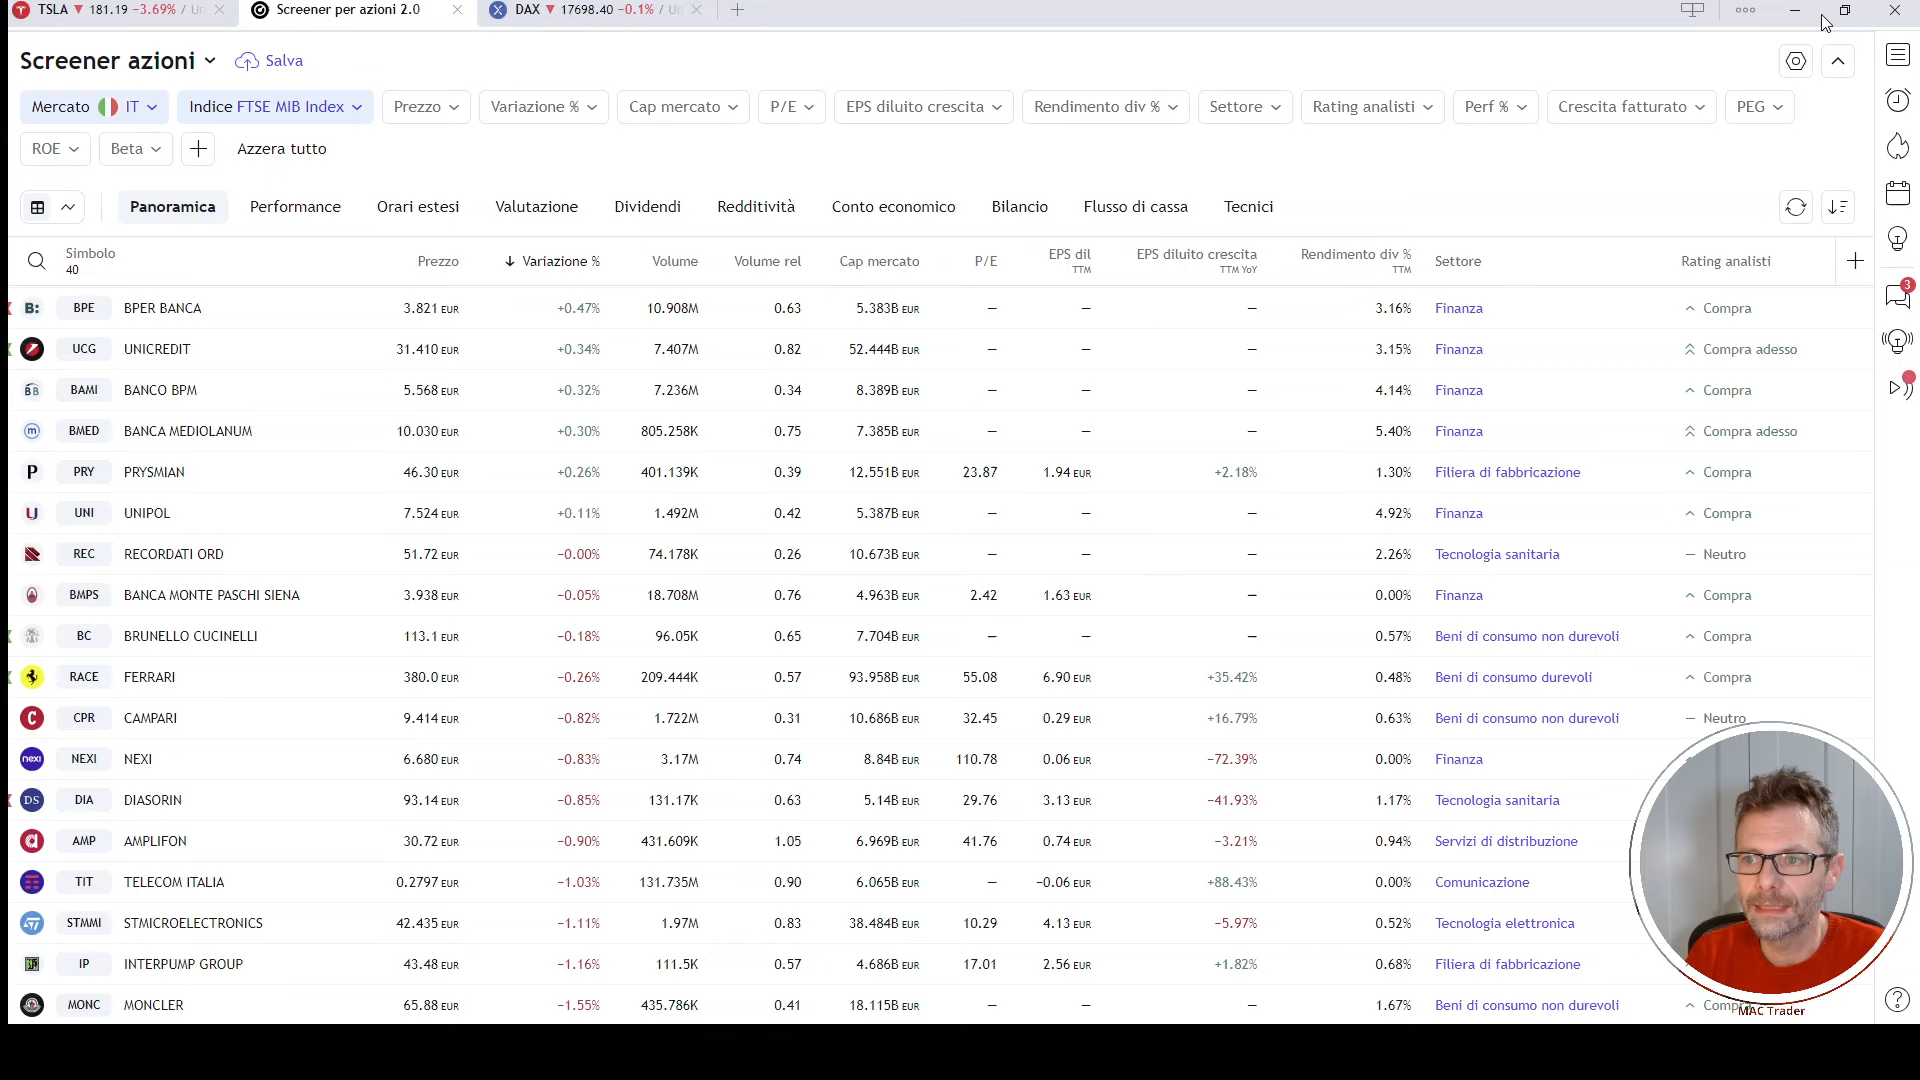 TSLA ▼ 181.19 −3.69% / Un
Screener per azioni 2.0
DAX ▼ 17698.40 −0.1% / Un
Screener azioni
Salva
Mercato IT
Indice FTSE MIB Index
Prezzo
Variazione %
Cap mercato
P/E
EPS diluito crescita
Rendimento div %
Settore
Rating analisti
Perf %
Crescita fatturato
PEG
ROE
Beta
Azzera tutto
Panoramica
Performance
Orari estesi
Valutazione
Dividendi
Redditività
Conto economico
Bilancio
Flusso di cassa
Tecnici
Simbolo
40
Prezzo
Variazione %
Volume
Volume rel
Cap mercato
P/E
EPS dil
TTM
EPS diluito crescita
TTM YoY
Rendimento div %
TTM
Settore
Rating analisti
B: BPE BPER BANCA 3.821 EUR +0.47% 10.908M 0.63 5.383B EUR — — — 3.16% Finanza Compra
UCG UNICREDIT 31.410 EUR +0.34% 7.407M 0.82 52.444B EUR — — — 3.15% Finanza Compra adesso
BB BAMI BANCO BPM 5.568 EUR +0.32% 7.236M 0.34 8.389B EUR — — — 4.14% Finanza Compra
m BMED BANCA MEDIOLANUM 10.030 EUR +0.30% 805.258K 0.75 7.385B EUR — — — 5.40% Finanza Compra adesso
P PRY PRYSMIAN 46.30 EUR +0.26% 401.139K 0.39 12.551B EUR 23.87 1.94 EUR +2.18% 1.30% Filiera di fabbricazione Compra
U UNI UNIPOL 7.524 EUR +0.11% 1.492M 0.42 5.387B EUR — — — 4.92% Finanza Compra
REC RECORDATI ORD 51.72 EUR −0.00% 74.178K 0.26 10.673B EUR — — — 2.26% Tecnologia sanitaria — Neutro
BMPS BANCA MONTE PASCHI SIENA 3.938 EUR −0.05% 18.708M 0.76 4.963B EUR 2.42 1.63 EUR — 0.00% Finanza Compra
BC BRUNELLO CUCINELLI 113.1 EUR −0.18% 96.05K 0.65 7.704B EUR — — — 0.57% Beni di consumo non durevoli Compra
RACE FERRARI 380.0 EUR −0.26% 209.444K 0.57 93.958B EUR 55.08 6.90 EUR +35.42% 0.48% Beni di consumo durevoli Compra
C CPR CAMPARI 9.414 EUR −0.82% 1.722M 0.31 10.686B EUR 32.45 0.29 EUR +16.79% 0.63% Beni di consumo non durevoli — Neutro
nexi NEXI NEXI 6.680 EUR −0.83% 3.17M 0.74 8.84B EUR 110.78 0.06 EUR −72.39% 0.00% Finanza
DS DIA DIASORIN 93.14 EUR −0.85% 131.17K 0.63 5.14B EUR 29.76 3.13 EUR −41.93% 1.17% Tecnologia sanitaria
a AMP AMPLIFON 30.72 EUR −0.90% 431.609K 1.05 6.969B EUR 41.76 0.74 EUR −3.21% 0.94% Servizi di distribuzione
TIT TELECOM ITALIA 0.2797 EUR −1.03% 131.735M 0.90 6.065B EUR — −0.06 EUR +88.43% 0.00% Comunicazione
STMMI STMICROELECTRONICS 42.435 EUR −1.11% 1.97M 0.83 38.484B EUR 10.29 4.13 EUR −5.97% 0.52% Tecnologia elettronica
IP INTERPUMP GROUP 43.48 EUR −1.16% 111.5K 0.57 4.686B EUR 17.01 2.56 EUR +1.82% 0.68% Filiera di fabbricazione
MONC MONCLER 65.88 EUR −1.55% 435.786K 0.41 18.115B EUR — — — 1.67% Beni di consumo non durevoli Compra
MAC Trader
3